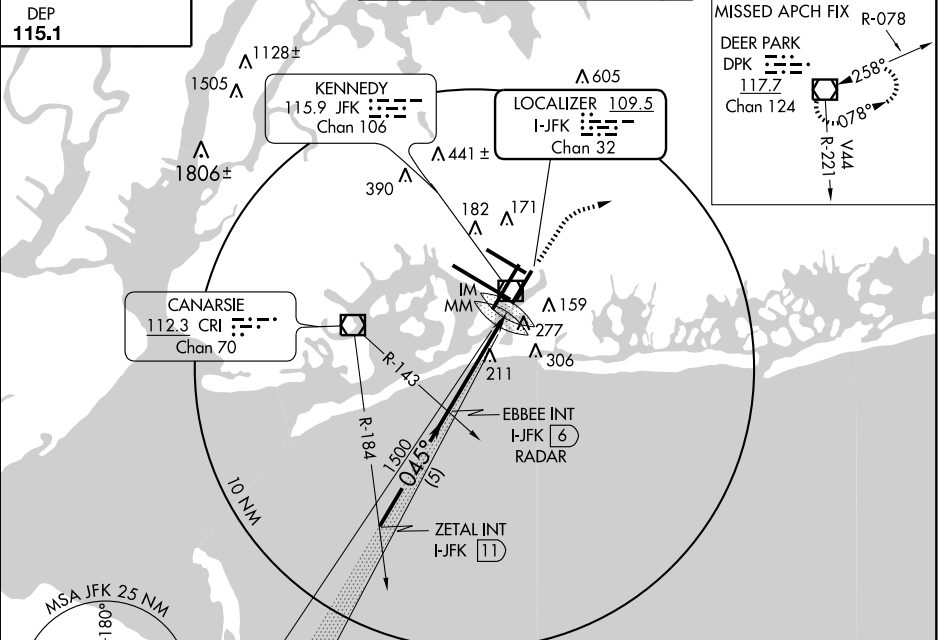 DEP
115.1
1128±
1505
1806±
KENNEDY
115.9 JFK
Chan 106
605
LOCALIZER 109.5
I-JFK
Chan 32
441±
390
182
171
MISSED APCH FIX
R-078
DEER PARK
DPK
117.7
Chan 124
258°
078°
V44
R-221
IM
MM
159
277
306
211
CANARSIE
112.3 CRI
Chan 70
R-143
R-184
EBBEE INT
I-JFK 6
RADAR
1500
045°
(5)
10 NM
ZETAL INT
I-JFK 11
MSA JFK 25 NM
180°